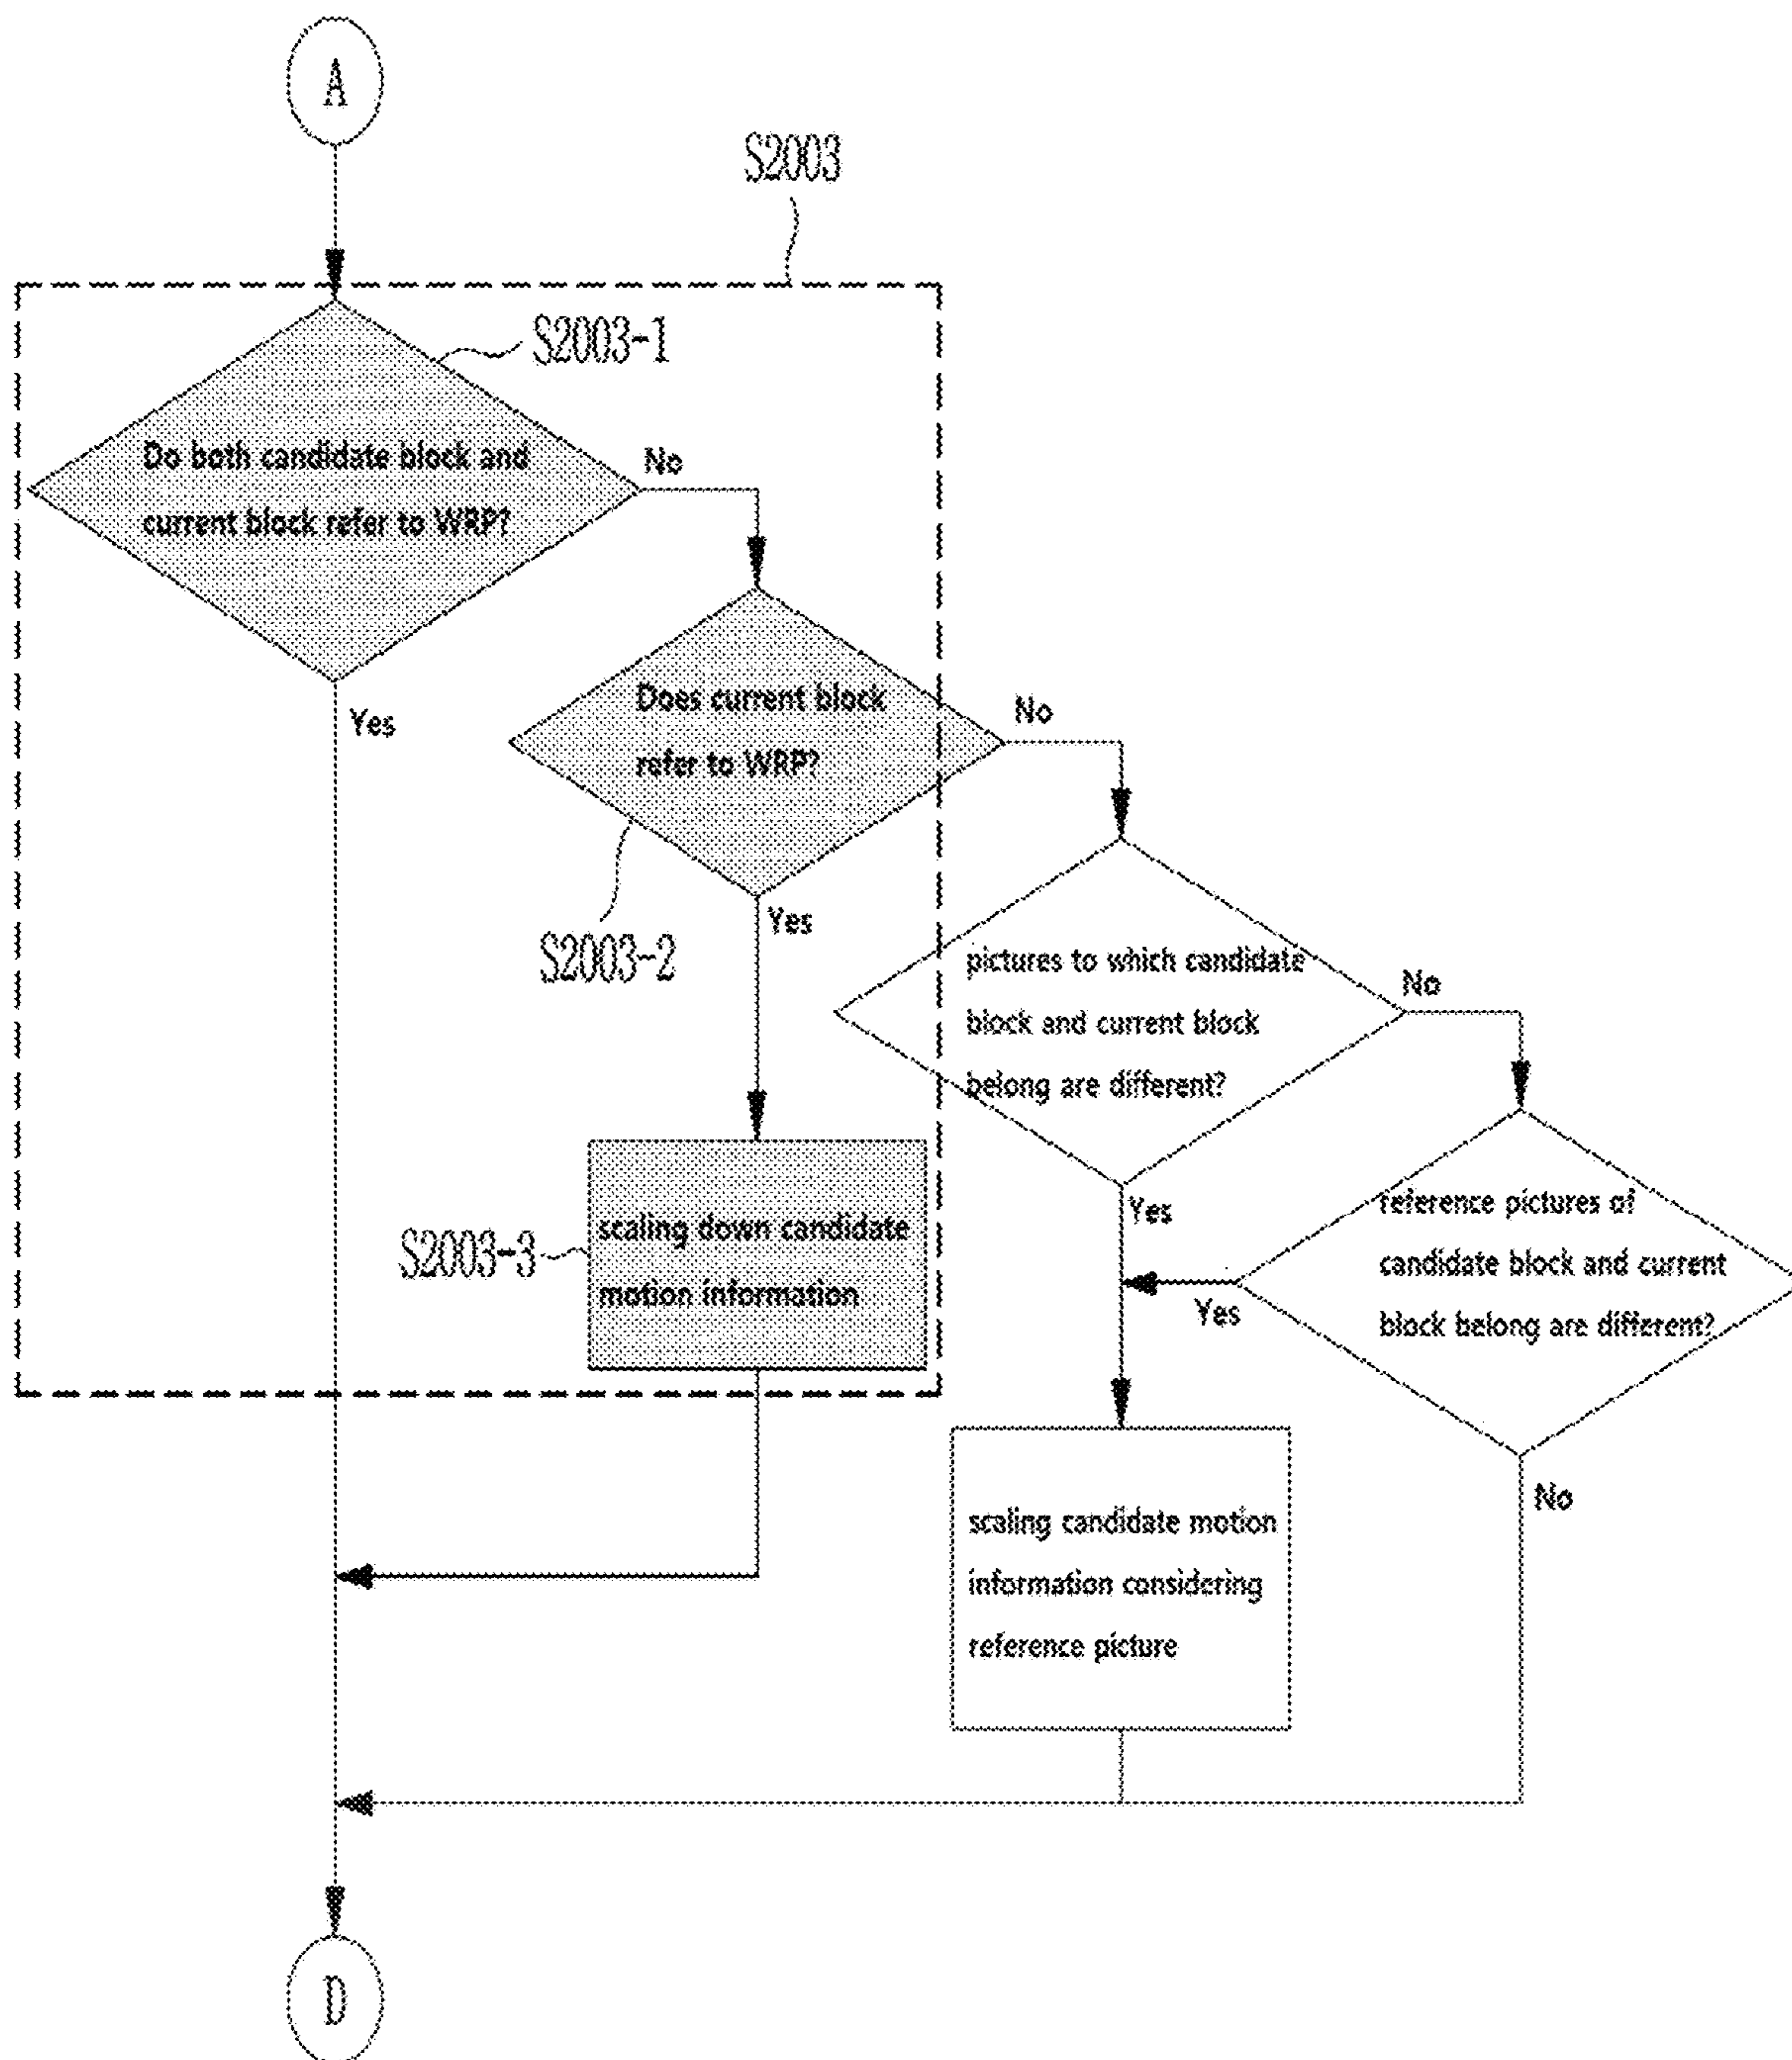 A
S2003
S2003-1
Do both candidate block and
current block refer to WRP?
No
Yes
Does current block
refer to WRP?
No
S2003-2
Yes
pictures to which candidate
block and current block
belong are different?
No
Yes
reference pictures of
candidate block and current
block belong are different?
Yes
No
S2003-3
scaling down candidate
motion information
scaling candidate motion
information considering
reference picture
D